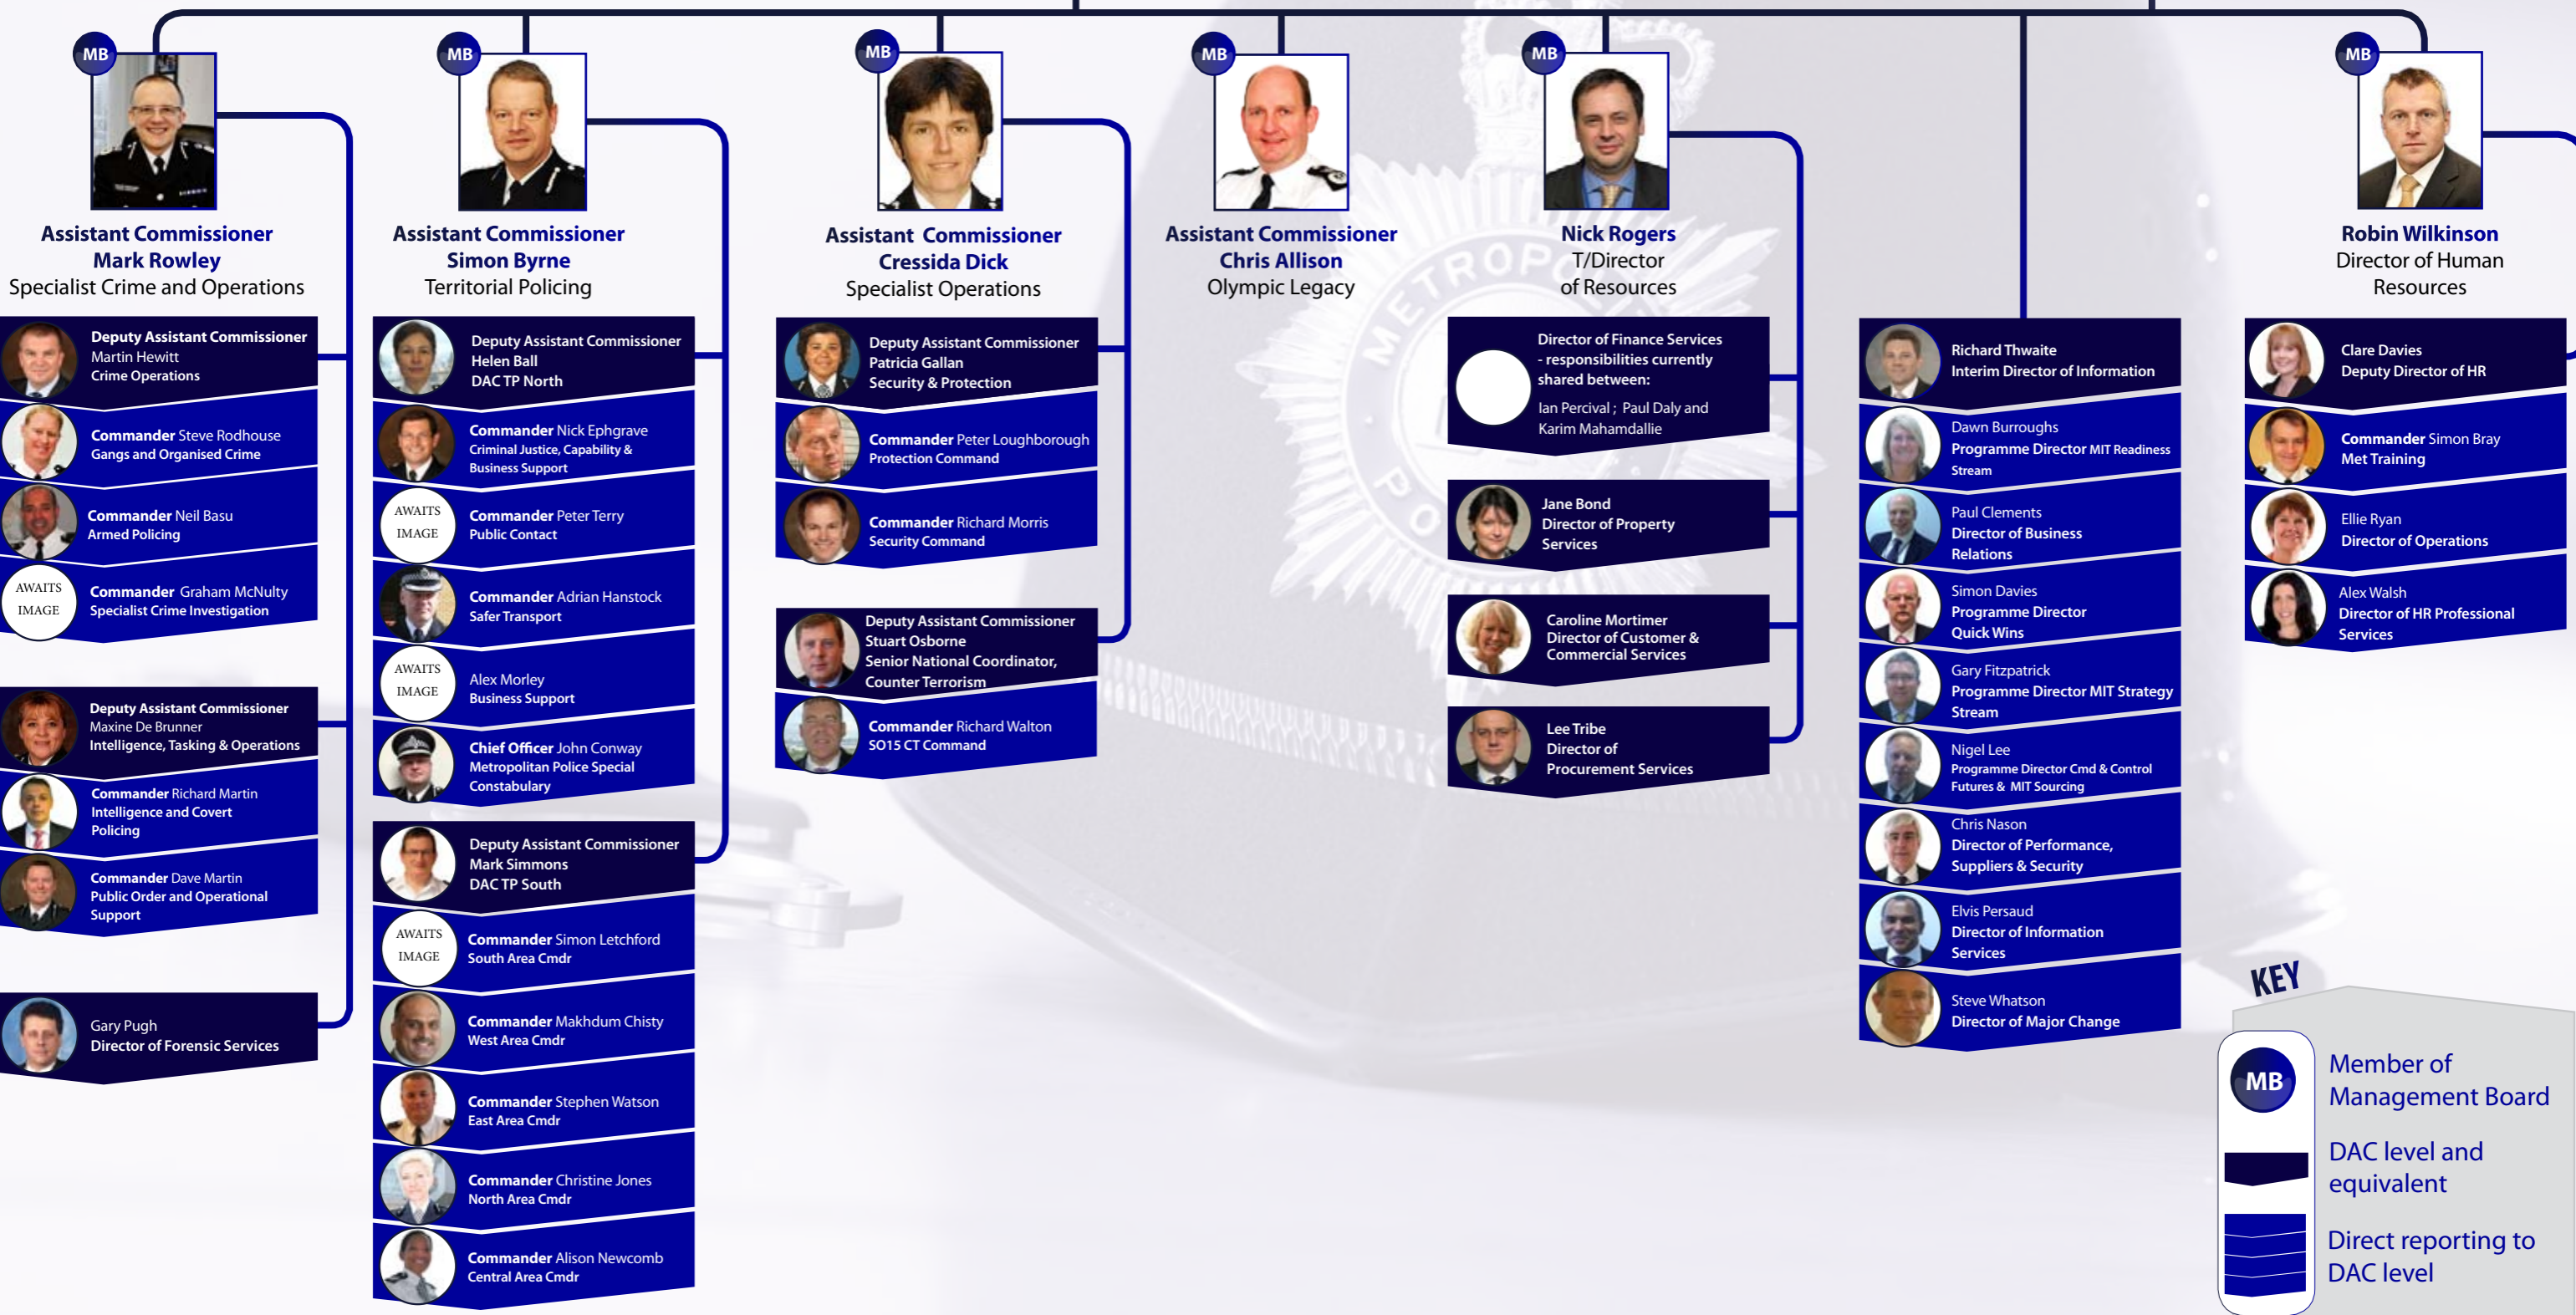 MB
Assistant Commissioner
Mark Rowley
Specialist Crime and Operations
Deputy Assistant Commissioner
Martin Hewitt
Crime Operations
Commander Steve Rodhouse
Gangs and Organised Crime
Commander Neil Basu
Armed Policing
AWAITS
IMAGE
Commander Graham McNulty
Specialist Crime Investigation
Deputy Assistant Commissioner
Maxine De Brunner
Intelligence, Tasking & Operations
Commander Richard Martin
Intelligence and Covert
Policing
Commander Dave Martin
Public Order and Operational
Support
Gary Pugh
Director of Forensic Services
MB
Assistant Commissioner
Simon Byrne
Territorial Policing
Deputy Assistant Commissioner
Helen Ball
DAC TP North
Commander Nick Ephgrave
Criminal Justice, Capability &
Business Support
AWAITS
IMAGE
Commander Peter Terry
Public Contact
Commander Adrian Hanstock
Safer Transport
AWAITS
IMAGE
Alex Morley
Business Support
Chief Officer John Conway
Metropolitan Police Special
Constabulary
Deputy Assistant Commissioner
Mark Simmons
DAC TP South
AWAITS
IMAGE
Commander Simon Letchford
South Area Cmdr
Commander Makhdum Chisty
West Area Cmdr
Commander Stephen Watson
East Area Cmdr
Commander Christine Jones
North Area Cmdr
Commander Alison Newcomb
Central Area Cmdr
MB
Assistant Commissioner
Cressida Dick
Specialist Operations
Deputy Assistant Commissioner
Patricia Gallan
Security & Protection
Commander Peter Loughborough
Protection Command
Commander Richard Morris
Security Command
Deputy Assistant Commissioner
Stuart Osborne
Senior National Coordinator,
Counter Terrorism
Commander Richard Walton
SO15 CT Command
MB
Assistant Commissioner
Chris Allison
Olympic Legacy
MB
Nick Rogers
T/Director
of Resources
Director of Finance Services
- responsibilities currently
shared between:
Ian Percival ; Paul Daly and
Karim Mahamdallie
Jane Bond
Director of Property
Services
Caroline Mortimer
Director of Customer &
Commercial Services
Lee Tribe
Director of
Procurement Services
Richard Thwaite
Interim Director of Information
Dawn Burroughs
Programme Director MIT Readiness
Stream
Paul Clements
Director of Business
Relations
Simon Davies
Programme Director
Quick Wins
Gary Fitzpatrick
Programme Director MIT Strategy
Stream
Nigel Lee
Programme Director Cmd & Control
Futures & MIT Sourcing
Chris Nason
Director of Performance,
Suppliers & Security
Elvis Persaud
Director of Information
Services
Steve Whatson
Director of Major Change
MB
Robin Wilkinson
Director of Human
Resources
Clare Davies
Deputy Director of HR
Commander Simon Bray
Met Training
Ellie Ryan
Director of Operations
Alex Walsh
Director of HR Professional
Services
KEY
MB
Member of
Management Board
DAC level and
equivalent
Direct reporting to
DAC level